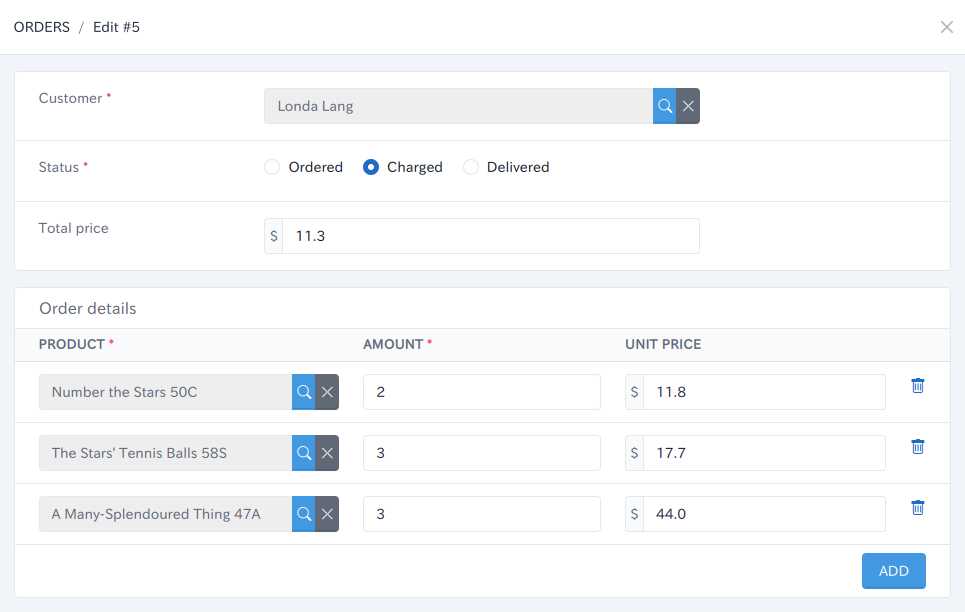 ORDERS / Edit #5
Customer *
Londa Lang
Status *
Ordered Charged Delivered
Total price
$ 11.3
Order details
PRODUCT * AMOUNT * UNIT PRICE
Number the Stars 50C 2 $ 11.8
The Stars' Tennis Balls 58S 3 $ 17.7
A Many-Splendoured Thing 47A 3 $ 44.0
ADD